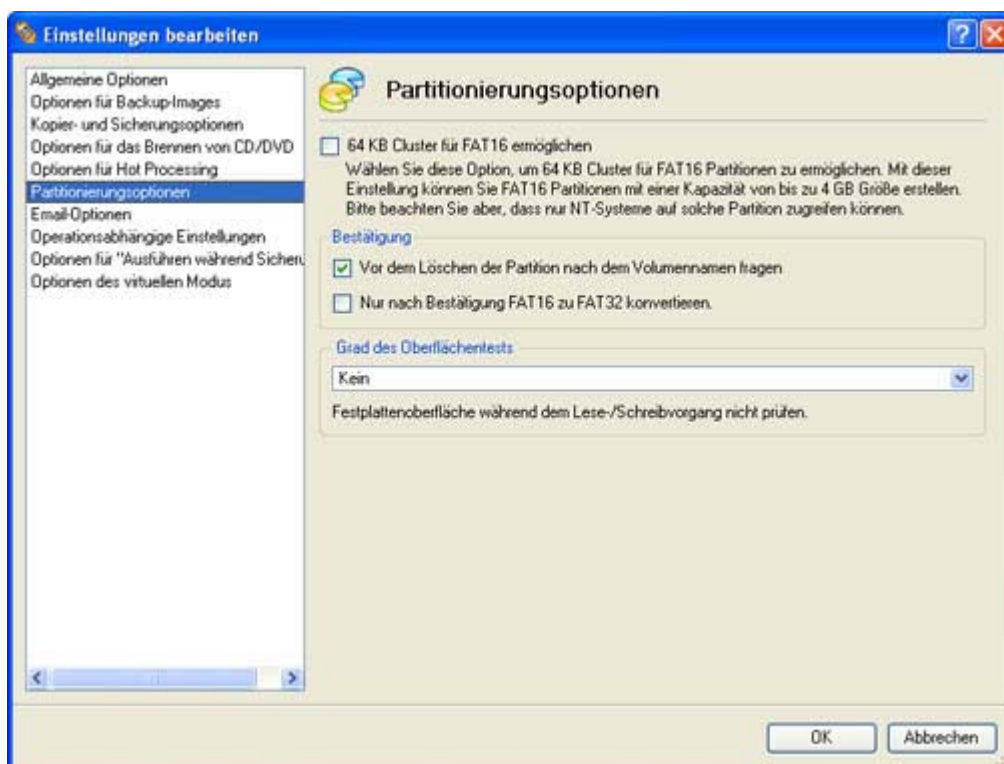 Einstellungen bearbeiten
Allgemeine Optionen
Optionen für Backup-Images
Kopier- und Sicherungsoptionen
Optionen für das Brennen von CD/DVD
Optionen für Hot Processing
Partitionierungsoptionen
Email-Optionen
Operationsabhängige Einstellungen
Optionen für "Ausführen während Sicheru
Optionen des virtuellen Modus
Partitionierungsoptionen
64 KB Cluster für FAT16 ermöglichen
Wählen Sie diese Option, um 64 KB Cluster für FAT16 Partitionen zu ermöglichen. Mit dieser
Einstellung können Sie FAT16 Partitionen mit einer Kapazität von bis zu 4 GB Größe erstellen.
Bitte beachten Sie aber, dass nur NT-Systeme auf solche Partition zugreifen können.
Bestätigung
Vor dem Löschen der Partition nach dem Volumennamen fragen
Nur nach Bestätigung FAT16 zu FAT32 konvertieren.
Grad des Oberflächentests
Kein
Festplattenoberfläche während dem Lese-/Schreibvorgang nicht prüfen.
OK
Abbrechen